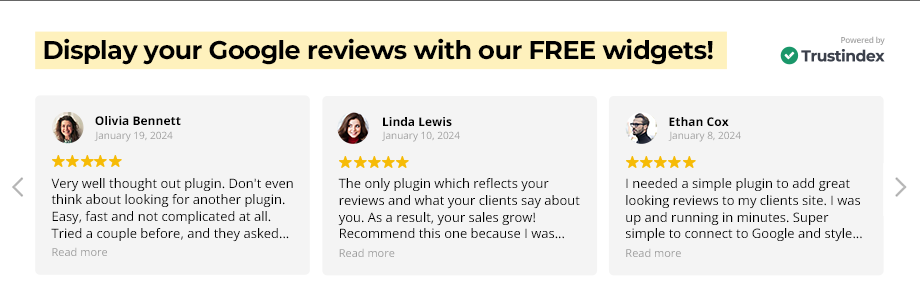 Display your Google reviews with our FREE widgets!
Powered by
Trustindex
Olivia Bennett
January 19, 2024
Very well thought out plugin. Don't even
think about looking for another plugin.
Easy, fast and not complicated at all.
Tried a couple before, and they asked...
Read more
Linda Lewis
January 10, 2024
The only plugin which reflects your
reviews and what your clients say about
you. As a result, your sales grow!
Recommend this one because I was...
Read more
Ethan Cox
January 8, 2024
I needed a simple plugin to add great
looking reviews to my clients site. I was
up and running in minutes. Super
simple to connect to Google and style...
Read more